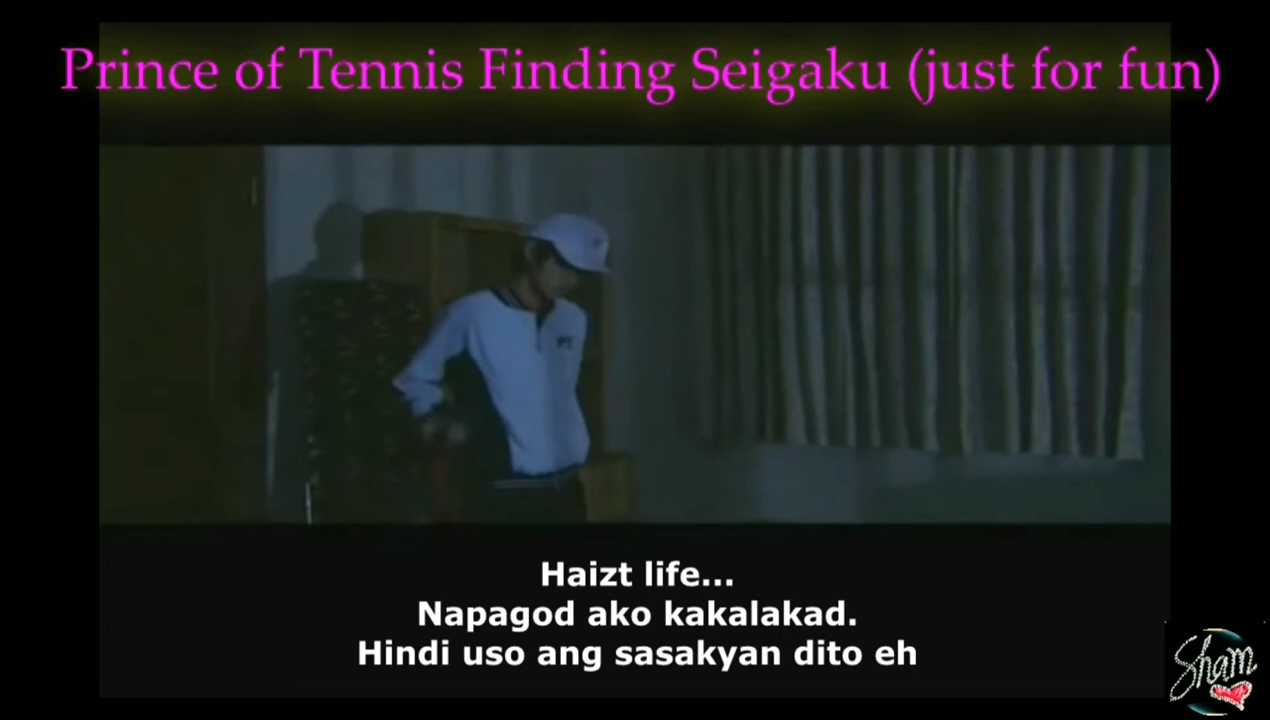 Prince of Tennis Finding Seigaku (just for fun)
Haizt life...
Napagod ako kakalakad.
Hindi uso ang sasakyan dito eh
Sham